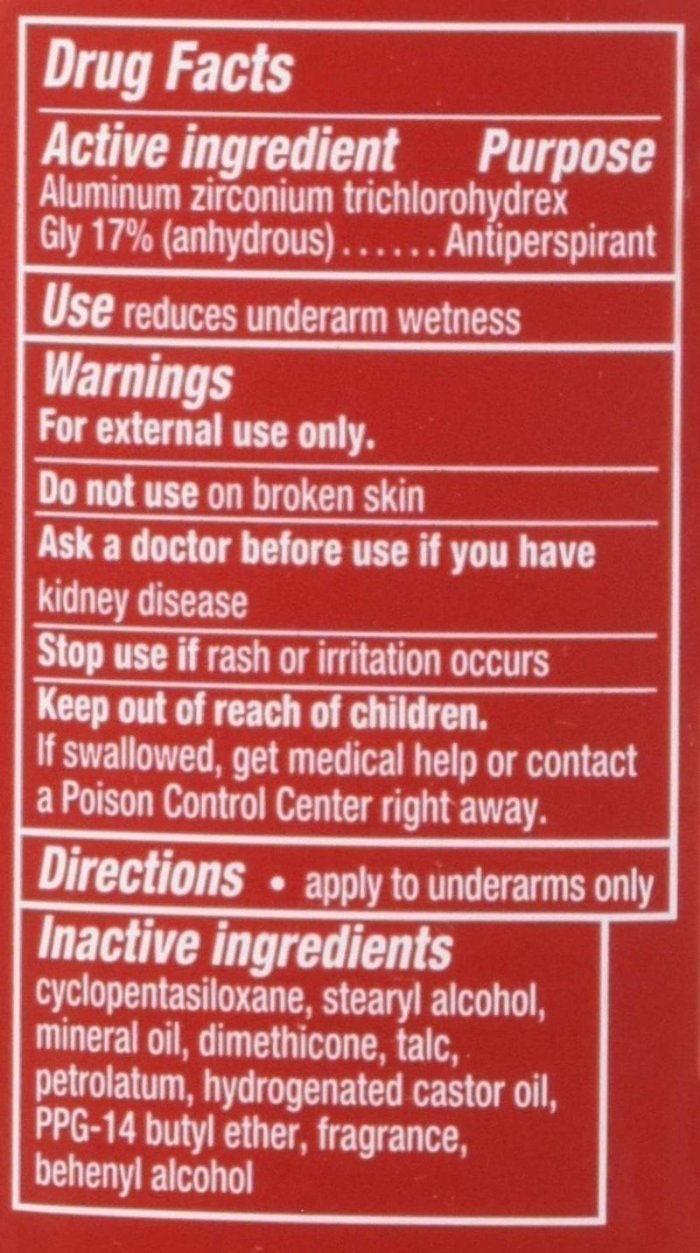 Drug Facts
Active ingredient Purpose
Aluminum zirconium trichlorohydrex
Gly 17% (anhydrous) ...... Antiperspirant
Use reduces underarm wetness
Warnings
For external use only.
Do not use on broken skin
Ask a doctor before use if you have
kidney disease
Stop use if rash or irritation occurs
Keep out of reach of children.
If swallowed, get medical help or contact
a Poison Control Center right away.
Directions • apply to underarms only
Inactive ingredients
cyclopentasiloxane, stearyl alcohol,
mineral oil, dimethicone, talc,
petrolatum, hydrogenated castor oil,
PPG-14 butyl ether, fragrance,
behenyl alcohol